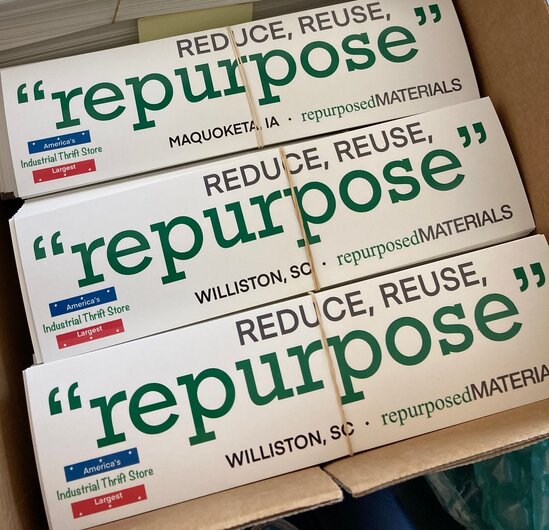 REDUCE, REUSE,
“repurpose”
MAQUOKETA, IA · repurposedMATERIALS
America's
Industrial Thrift Store
Largest
REDUCE, REUSE,
“repurpose”
WILLISTON, SC · repurposedMATERIALS
America's
Industrial Thrift Store
Largest
REDUCE, REUSE,
“repurpose”
WILLISTON, SC · repurposedMATERIA
America's
Industrial Thrift Store
Largest